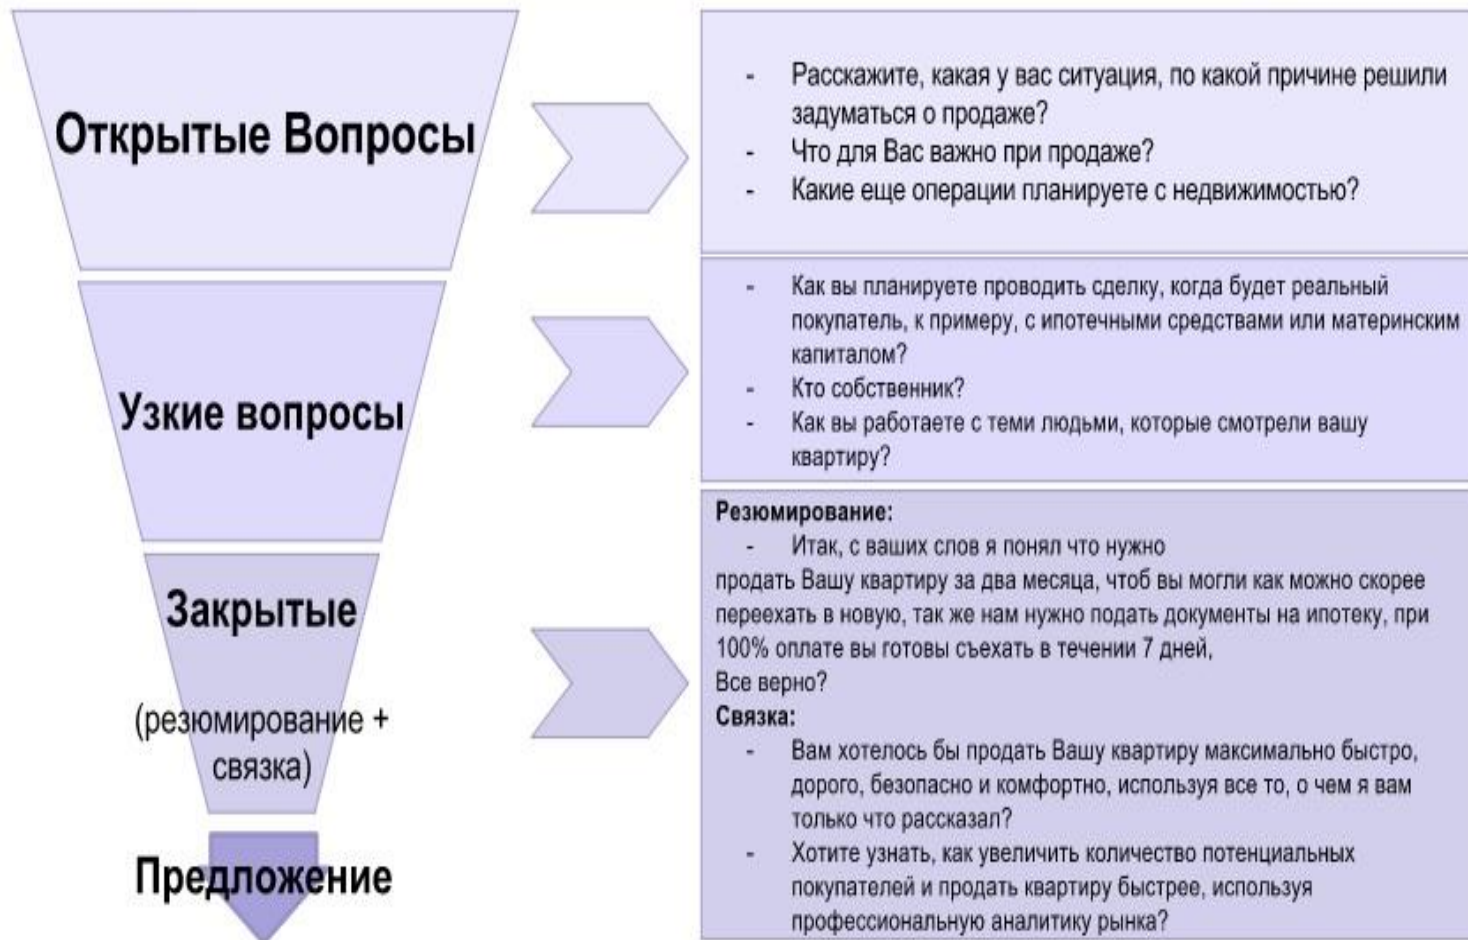 Открытые Вопросы
- Расскажите, какая у вас ситуация, по какой причине решили
задуматься о продаже?
- Что для Вас важно при продаже?
- Какие еще операции планируете с недвижимостью?
Узкие вопросы
- Как вы планируете проводить сделку, когда будет реальный
покупатель, к примеру, с ипотечными средствами или материнским
капиталом?
- Кто собственник?
- Как вы работаете с теми людьми, которые смотрели вашу
квартиру?
Закрытые
(резюмирование +
связка)
Резюмирование:
- Итак, с ваших слов я понял что нужно
продать Вашу квартиру за два месяца, чтоб вы могли как можно скорее
переехать в новую, так же нам нужно подать документы на ипотеку, при
100% оплате вы готовы съехать в течении 7 дней,
Все верно?
Связка:
- Вам хотелось бы продать Вашу квартиру максимально быстро,
дорого, безопасно и комфортно, используя все то, о чем я вам
только что рассказал?
- Хотите узнать, как увеличить количество потенциальных
покупателей и продать квартиру быстрее, используя
профессиональную аналитику рынка?
Предложение